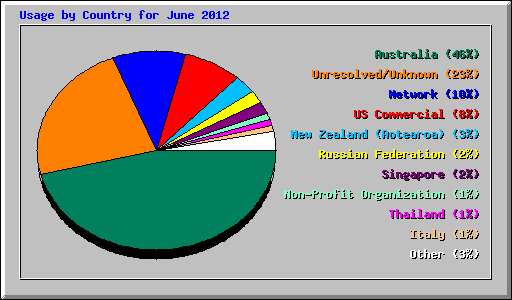 Usage by Country for June 2012
Australia (46%)
Unresolved/Unknown (23%)
Network (10%)
US Commercial (8%)
New Zealand (Aotearoa) (3%)
Russian Federation (2%)
Singapore (2%)
Non-Profit Organization (1%)
Thailand (1%)
Italy (1%)
Other (3%)